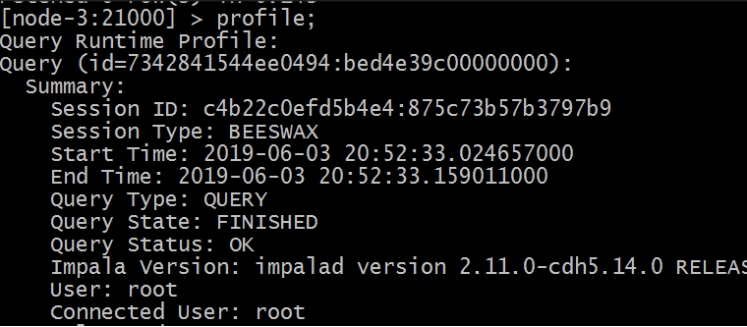 [node-3:21000] > profile;
Query Runtime Profile:
Query (id=7342841544ee0494:bed4e39c00000000):
Summary:
Session ID: c4b22c0efd5b4e4:875c73b57b3797b9
Session Type: BEESWAX
Start Time: 2019-06-03 20:52:33.024657000
End Time: 2019-06-03 20:52:33.159011000
Query Type: QUERY
Query State: FINISHED
Query Status: OK
Impala Version: impalad version 2.11.0-cdh5.14.0 RELEAS
User: root
Connected User: root